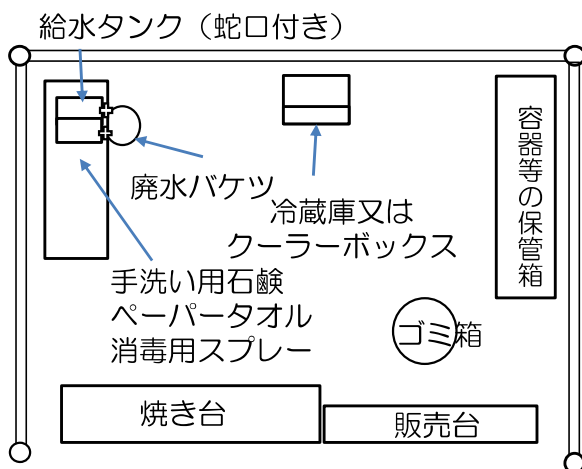 給水タンク（蛇口付き）
廃水バケツ
冷蔵庫又は
クーラーボックス
容器等の保管箱
手洗い用石鹸
ペーパータオル
消毒用スプレー
ゴミ箱
焼き台
販売台